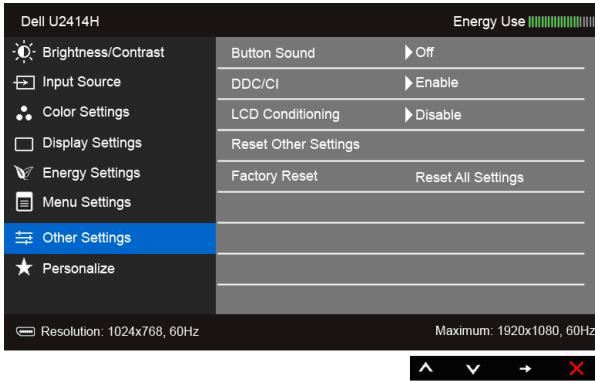 Dell U2414H
Energy Use
Brightness/Contrast
Input Source
Color Settings
Display Settings
Energy Settings
Menu Settings
Other Settings
Personalize
Button Sound Off
DDC/CI Enable
LCD Conditioning Disable
Reset Other Settings
Factory Reset Reset All Settings
Resolution: 1024x768, 60Hz
Maximum: 1920x1080, 60Hz